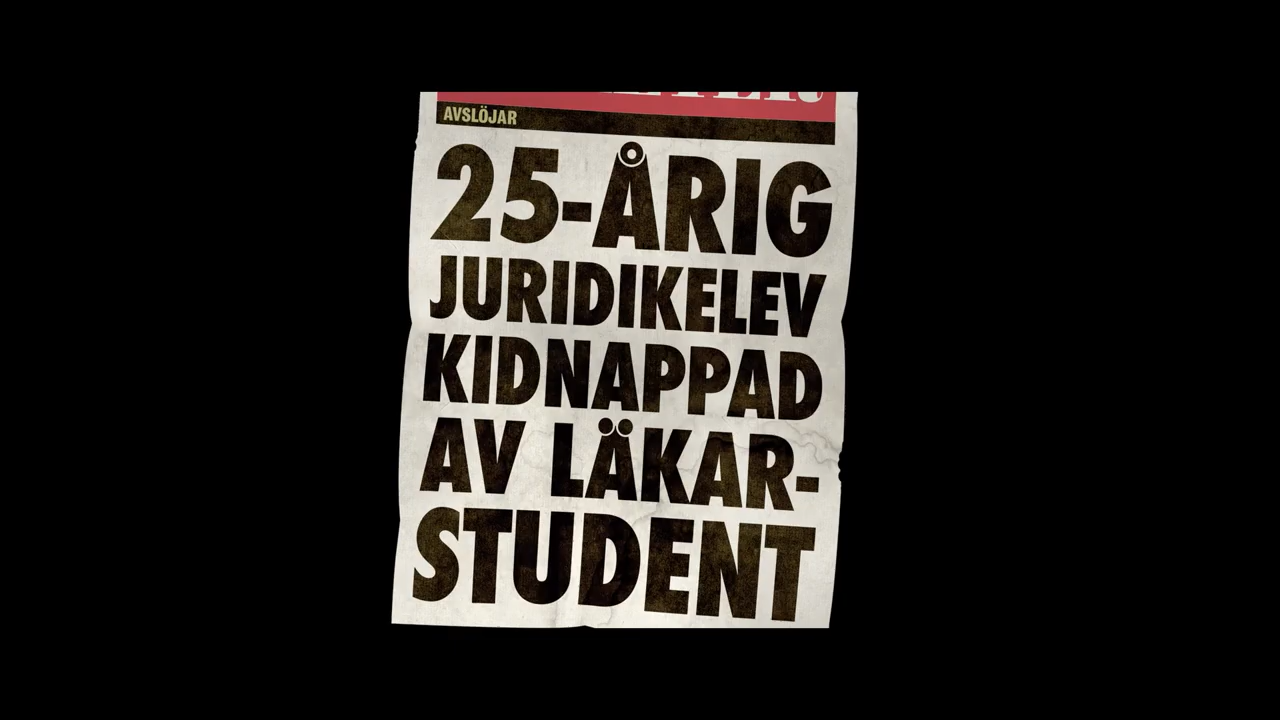 AVSLÖJAR
25-ÅRIG
JURIDIKELEV
KIDNAPPAD
AV LÄKAR-
STUDENT